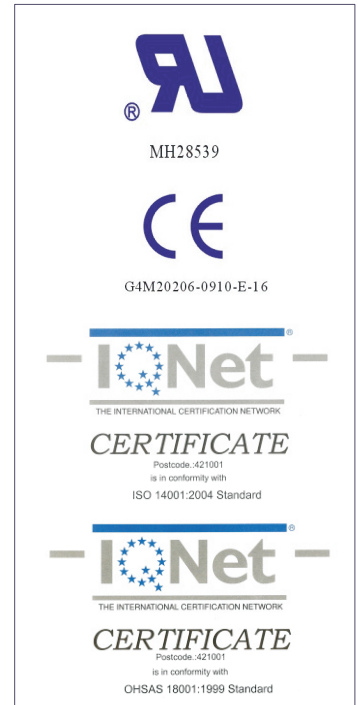 RU
®
MH28539
CE
G4M20206-0910-E-16
®
IQNet
THE INTERNATIONAL CERTIFICATION NETWORK
CERTIFICATE
Postcode.:421001
is in conformity with
ISO 14001:2004 Standard
®
IQNet
THE INTERNATIONAL CERTIFICATION NETWORK
CERTIFICATE
Postcode.:421001
is in conformity with
OHSAS 18001:1999 Standard